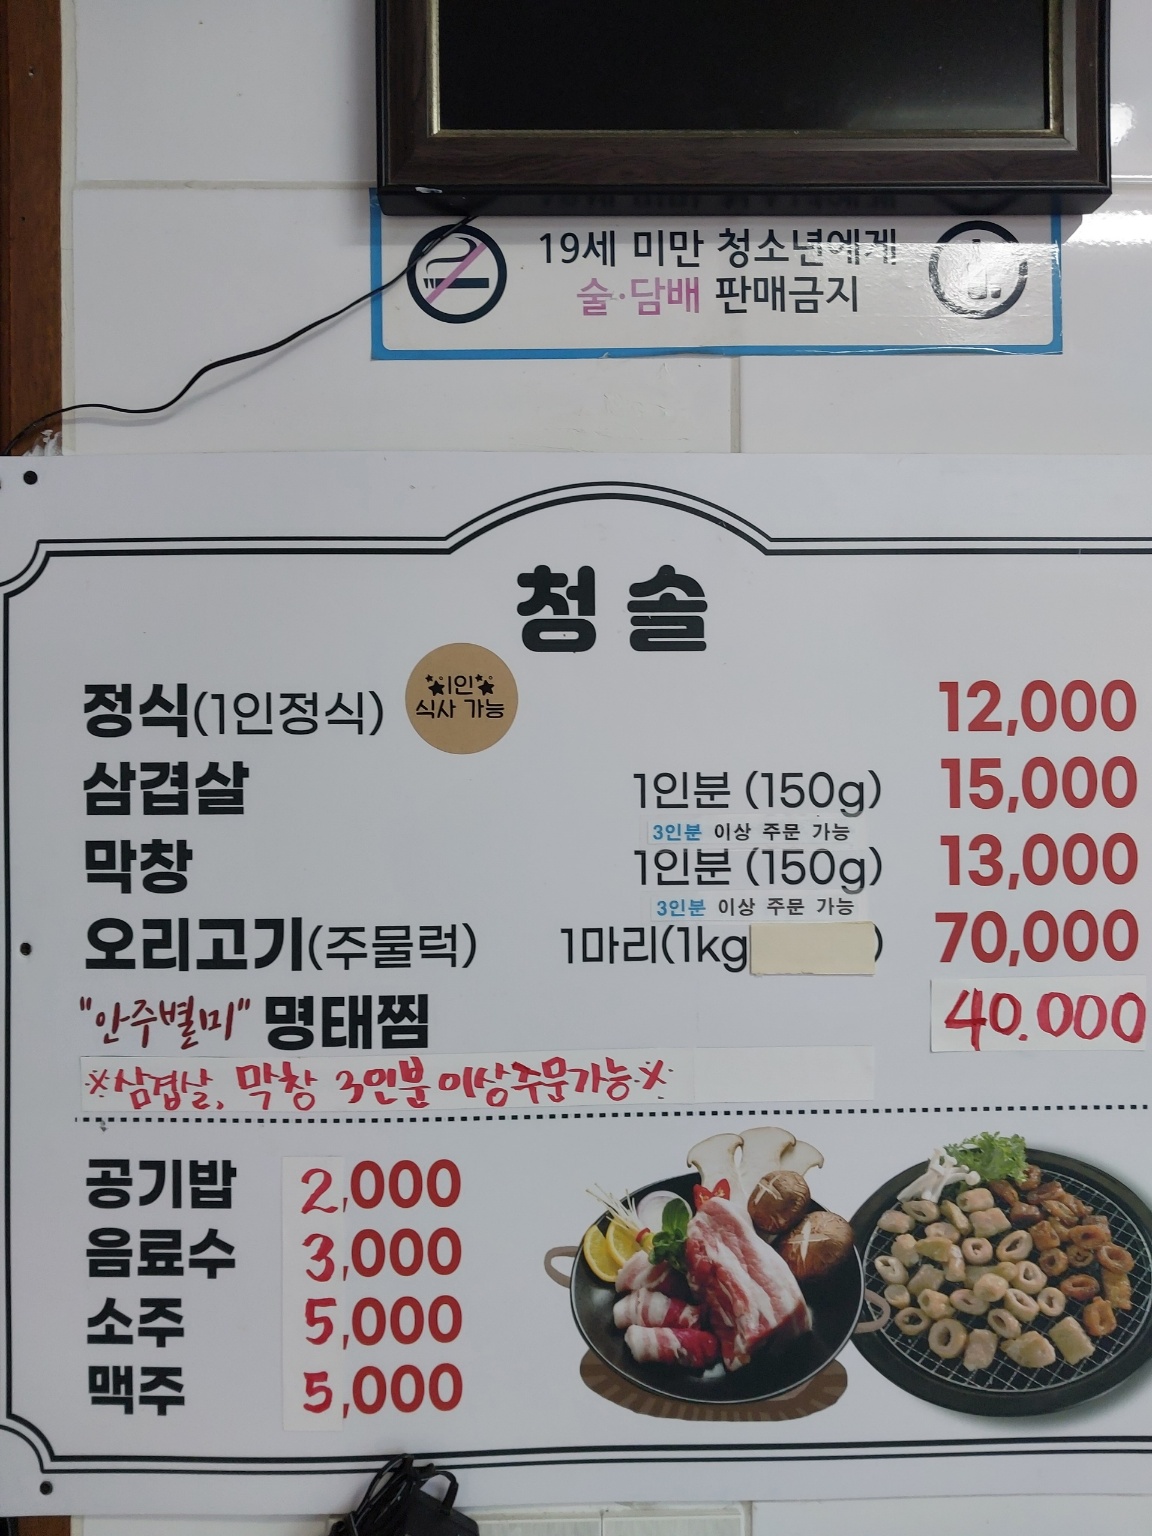 19세 미만 청소년에게
술·담배 판매금지
청솔
정식(1인정식) 1인 식사 가능 12,000
삼겹살 1인분 (150g) 15,000
3인분 이상 주문 가능
막창 1인분 (150g) 13,000
3인분 이상 주문 가능
오리고기(주물럭) 1마리(1kg ) 70,000
"안주별미" 명태찜 40.000
※삼겹살, 막창 3인분 이상 주문가능※
공기밥 2,000
음료수 3,000
소주 5,000
맥주 5,000